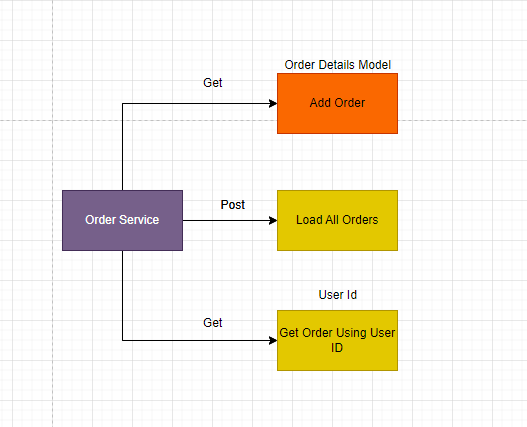 Order Details Model
Get
Add Order
Order Service
Post
Load All Orders
User Id
Get
Get Order Using User
ID